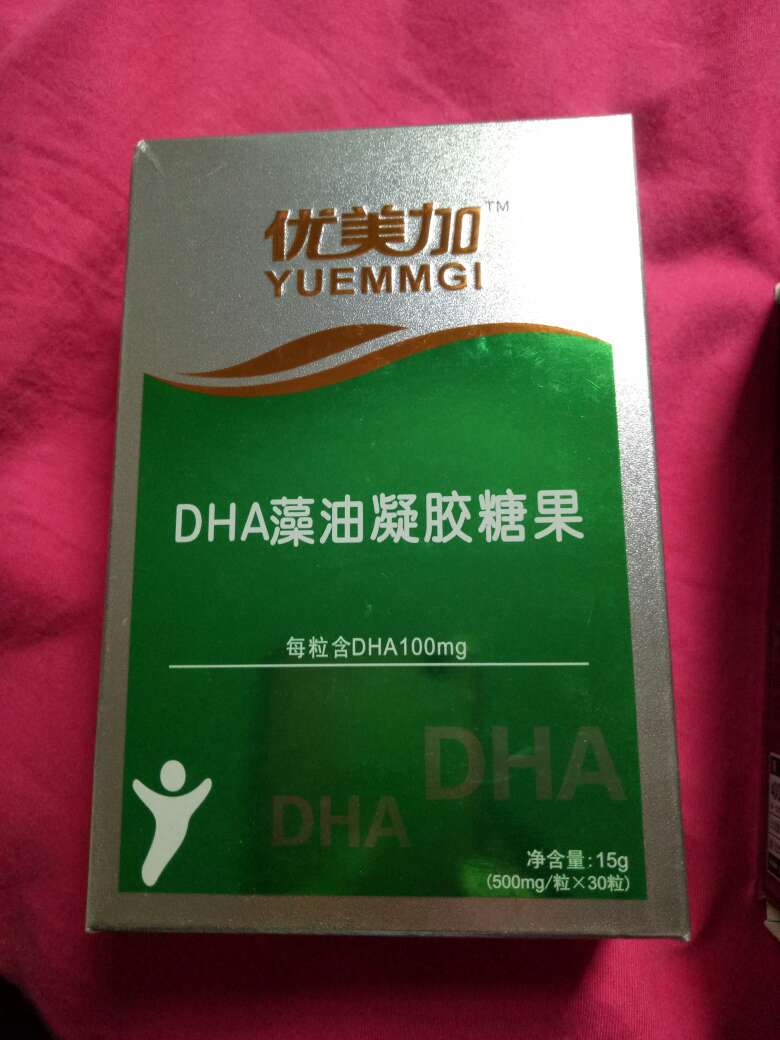 优美加™
YUEMMGI
DHA藻油凝胶糖果
每粒含DHA100mg
DHA
DHA
净含量:15g
(500mg/粒×30粒)